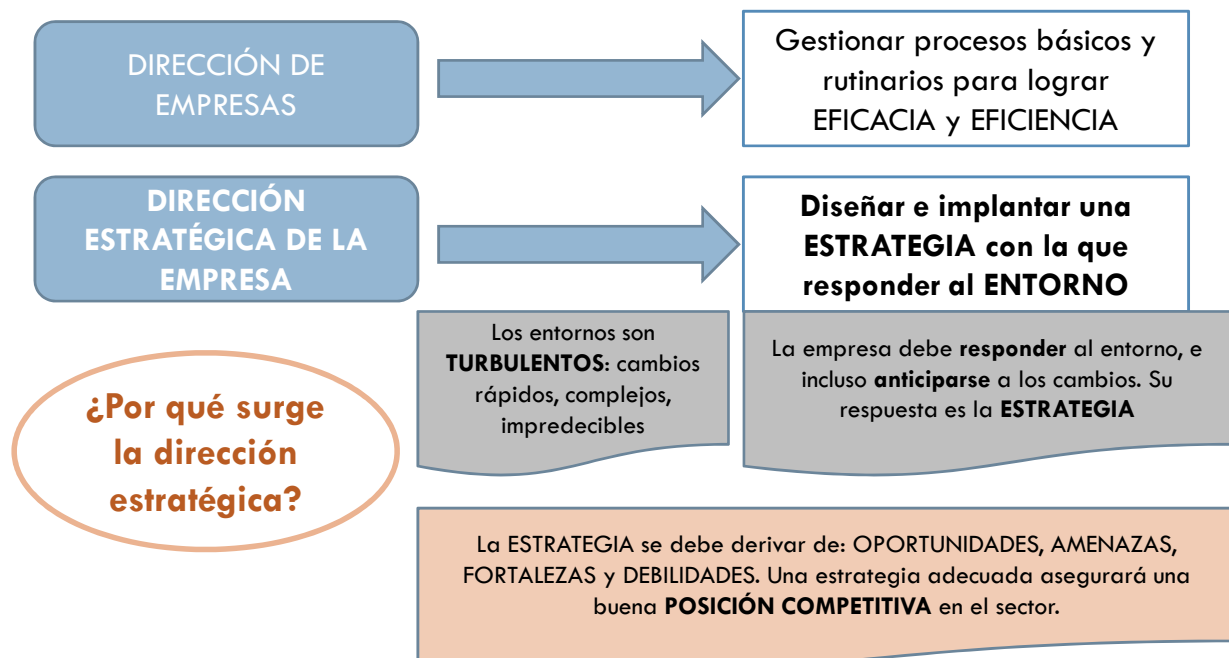 DIRECCIÓN DE
EMPRESAS
Gestionar procesos básicos y
rutinarios para lograr
EFICACIA y EFICIENCIA
DIRECCIÓN
ESTRATÉGICA DE LA
EMPRESA
Diseñar e implantar una
ESTRATEGIA con la que
responder al ENTORNO
Los entornos son
TURBULENTOS: cambios
rápidos, complejos,
impredecibles
La empresa debe responder al entorno, e
incluso anticiparse a los cambios. Su
respuesta es la ESTRATEGIA
¿Por qué surge
la dirección
estratégica?
La ESTRATEGIA se debe derivar de: OPORTUNIDADES, AMENAZAS,
FORTALEZAS y DEBILIDADES. Una estrategia adecuada asegurará una
buena POSICIÓN COMPETITIVA en el sector.